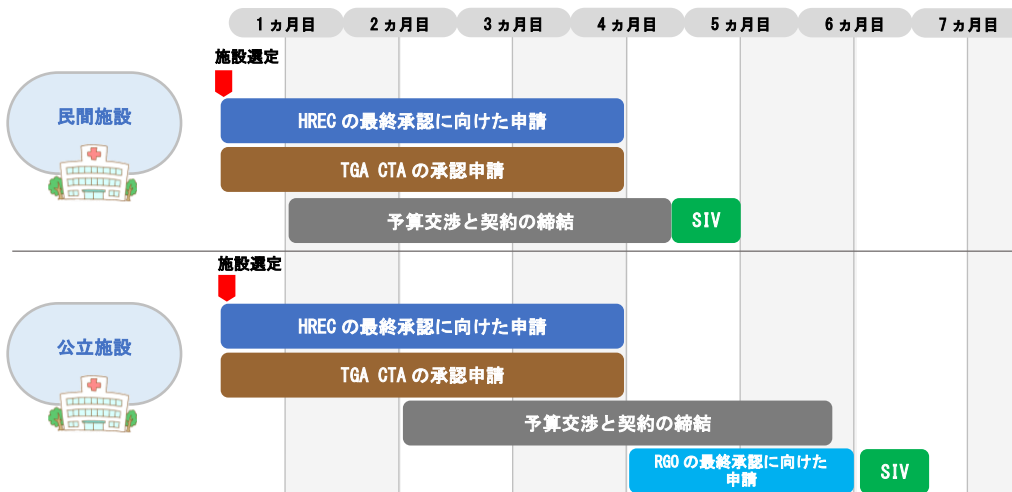 1ヵ月目
2ヵ月目
3ヵ月目
4ヵ月目
5ヵ月目
6ヵ月目
7ヵ月目
施設選定
民間施設
HRECの最終承認に向けた申請
TGA CTAの承認申請
予算交渉と契約の締結
SIV
施設選定
公立施設
HRECの最終承認に向けた申請
TGA CTAの承認申請
予算交渉と契約の締結
RGOの最終承認に向けた
申請
SIV